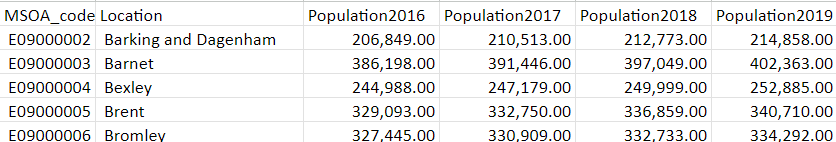 MSOA_code Location Population2016 Population2017 Population2018 Population2019
E09000002 Barking and Dagenham 206,849.00 210,513.00 212,773.00 214,858.00
E09000003 Barnet 386,198.00 391,446.00 397,049.00 402,363.00
E09000004 Bexley 244,988.00 247,179.00 249,999.00 252,885.00
E09000005 Brent 329,093.00 332,750.00 336,859.00 340,710.00
E09000006 Bromley 327,445.00 330,909.00 332,733.00 334,292.00